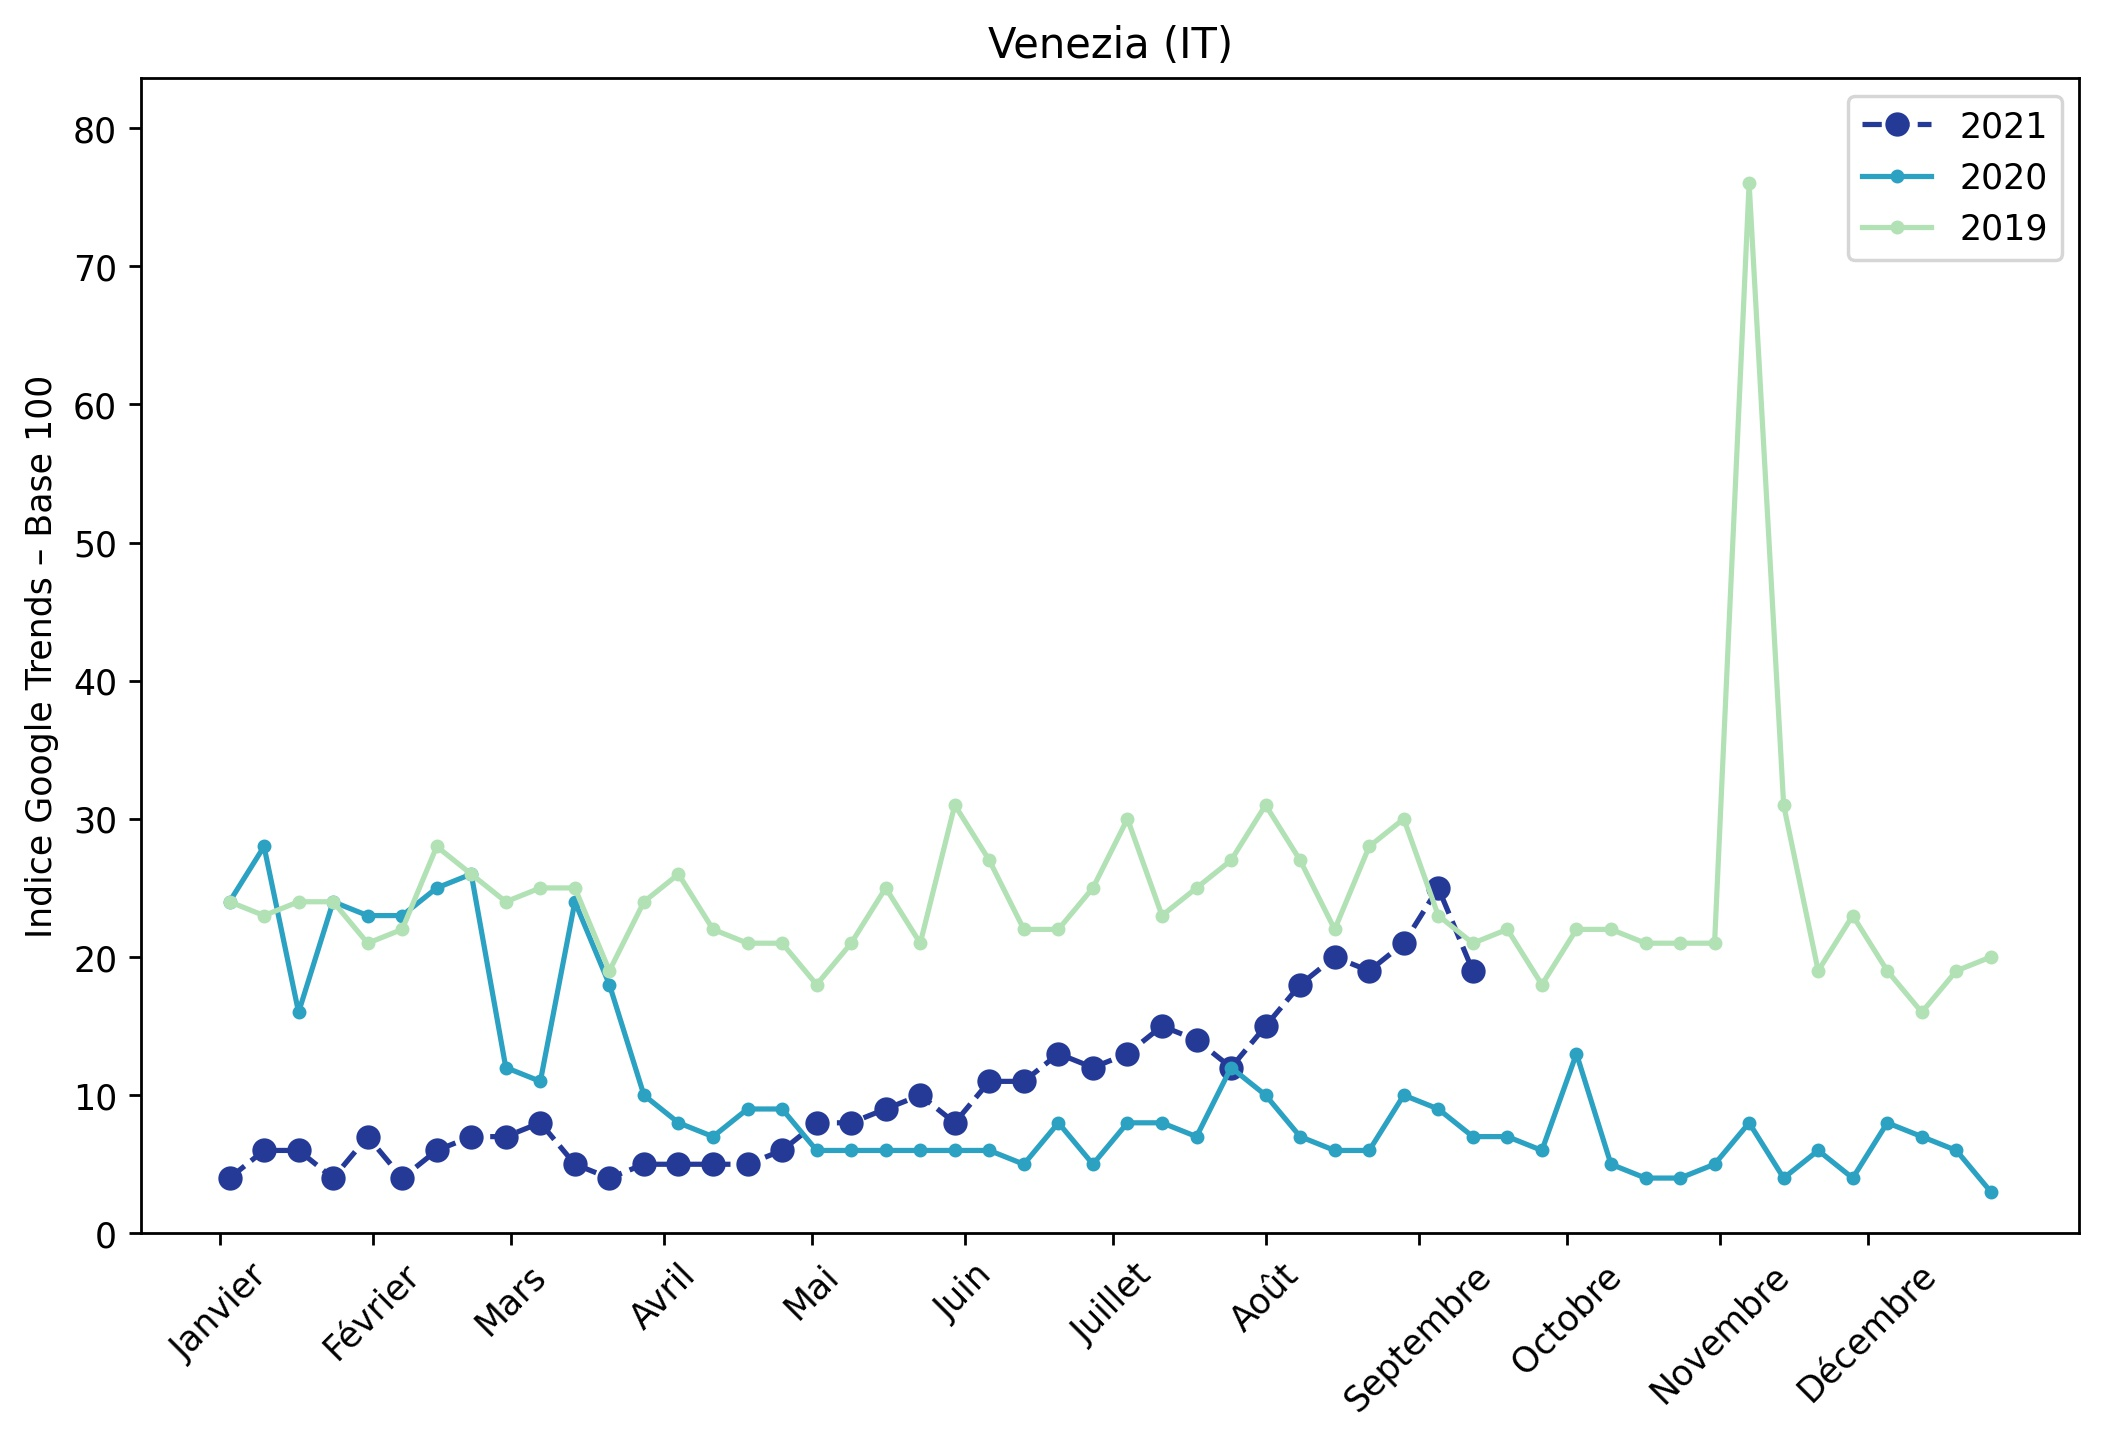 Venezia (IT)
Indice Google Trends – Base 100
80
70
60
50
40
30
20
10
0
2021
2020
2019
Janvier
Février
Mars
Avril
Mai
Juin
Juillet
Août
Septembre
Octobre
Novembre
Décembre